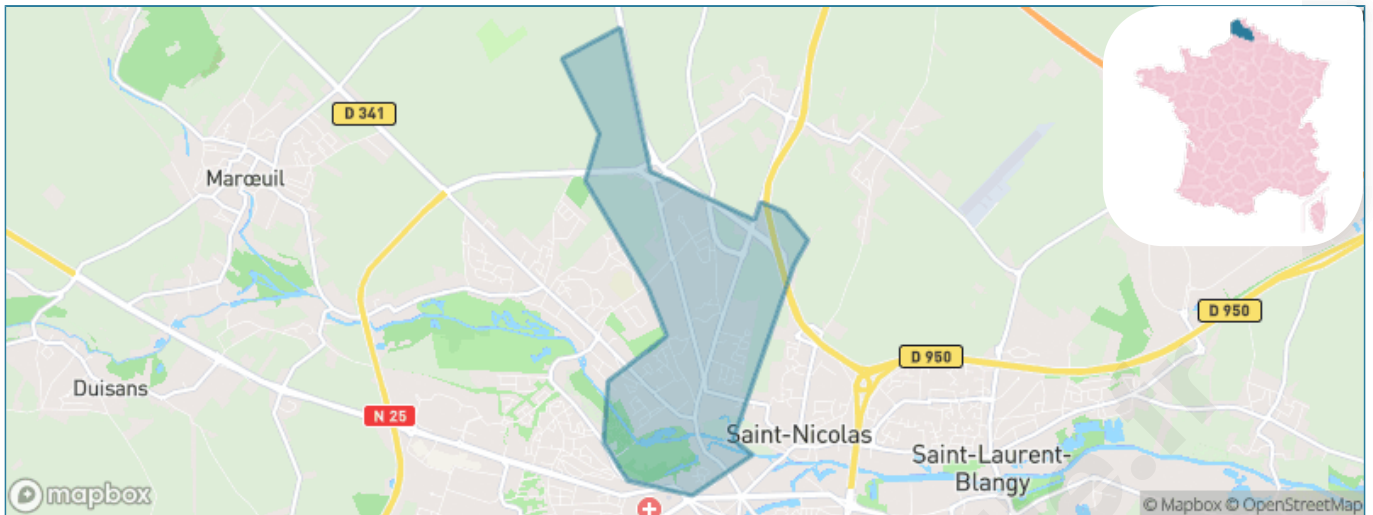 D 341
Marœuil
D 950
D 950
Duisans
N 25
Saint-Nicolas
Saint-Laurent-
Blangy
mapbox
© Mapbox © OpenStreetMap